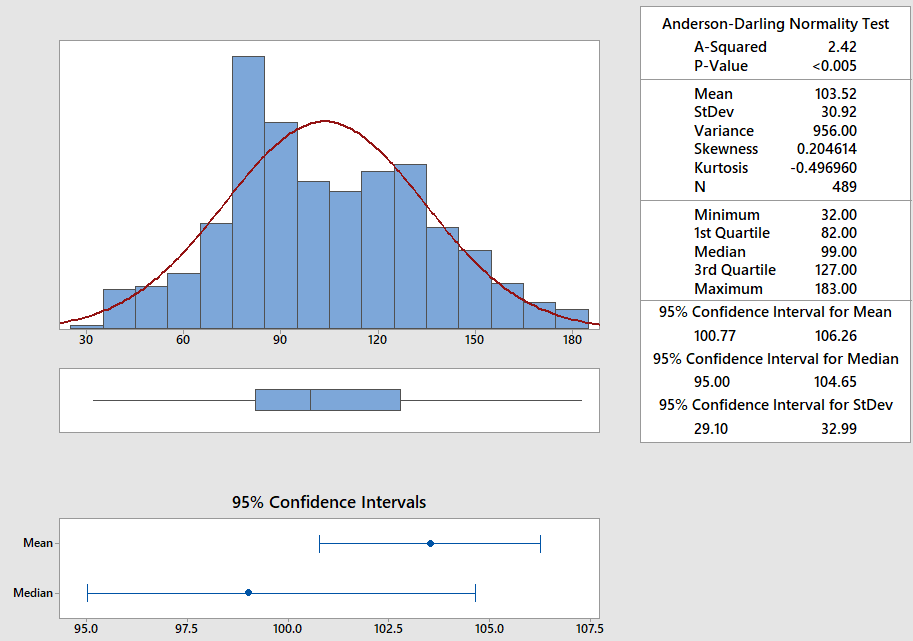 Anderson-Darling Normality Test
A-Squared 2.42
P-Value <0.005
Mean 103.52
StDev 30.92
Variance 956.00
Skewness 0.204614
Kurtosis -0.496960
N 489
Minimum 32.00
1st Quartile 82.00
Median 99.00
3rd Quartile 127.00
Maximum 183.00
95% Confidence Interval for Mean
100.77 106.26
95% Confidence Interval for Median
95.00 104.65
95% Confidence Interval for StDev
29.10 32.99
30 60 90 120 150 180
95% Confidence Intervals
Mean
Median
95.0 97.5 100.0 102.5 105.0 107.5